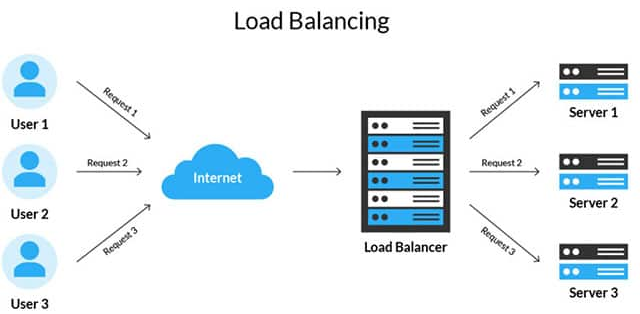 Load Balancing
User 1
Request 1
User 2
Request 2
User 3
Request 3
Internet
Load Balancer
Request 1
Server 1
Request 2
Server 2
Request 3
Server 3